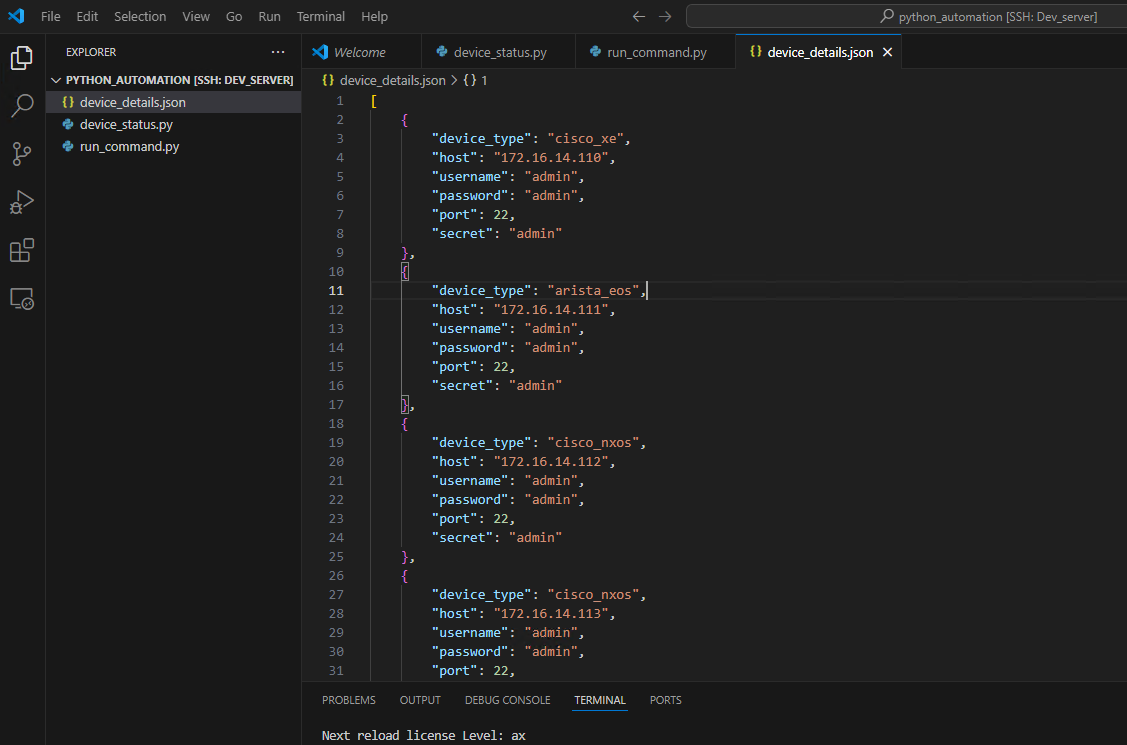 File Edit Selection View Go Run Terminal Help
python_automation [SSH: Dev_server]
EXPLORER
PYTHON_AUTOMATION [SSH: DEV_SERVER]
{} device_details.json
device_status.py
run_command.py
Welcome device_status.py run_command.py {} device_details.json
{} device_details.json > {} 1
1 [
2 {
3 "device_type": "cisco_xe",
4 "host": "172.16.14.110",
5 "username": "admin",
6 "password": "admin",
7 "port": 22,
8 "secret": "admin"
9 },
10 {
11 "device_type": "arista_eos",
12 "host": "172.16.14.111",
13 "username": "admin",
14 "password": "admin",
15 "port": 22,
16 "secret": "admin"
17 },
18 {
19 "device_type": "cisco_nxos",
20 "host": "172.16.14.112",
21 "username": "admin",
22 "password": "admin",
23 "port": 22,
24 "secret": "admin"
25 },
26 {
27 "device_type": "cisco_nxos",
28 "host": "172.16.14.113",
29 "username": "admin",
30 "password": "admin",
31 "port": 22,
PROBLEMS OUTPUT DEBUG CONSOLE TERMINAL PORTS
Next reload license Level: ax